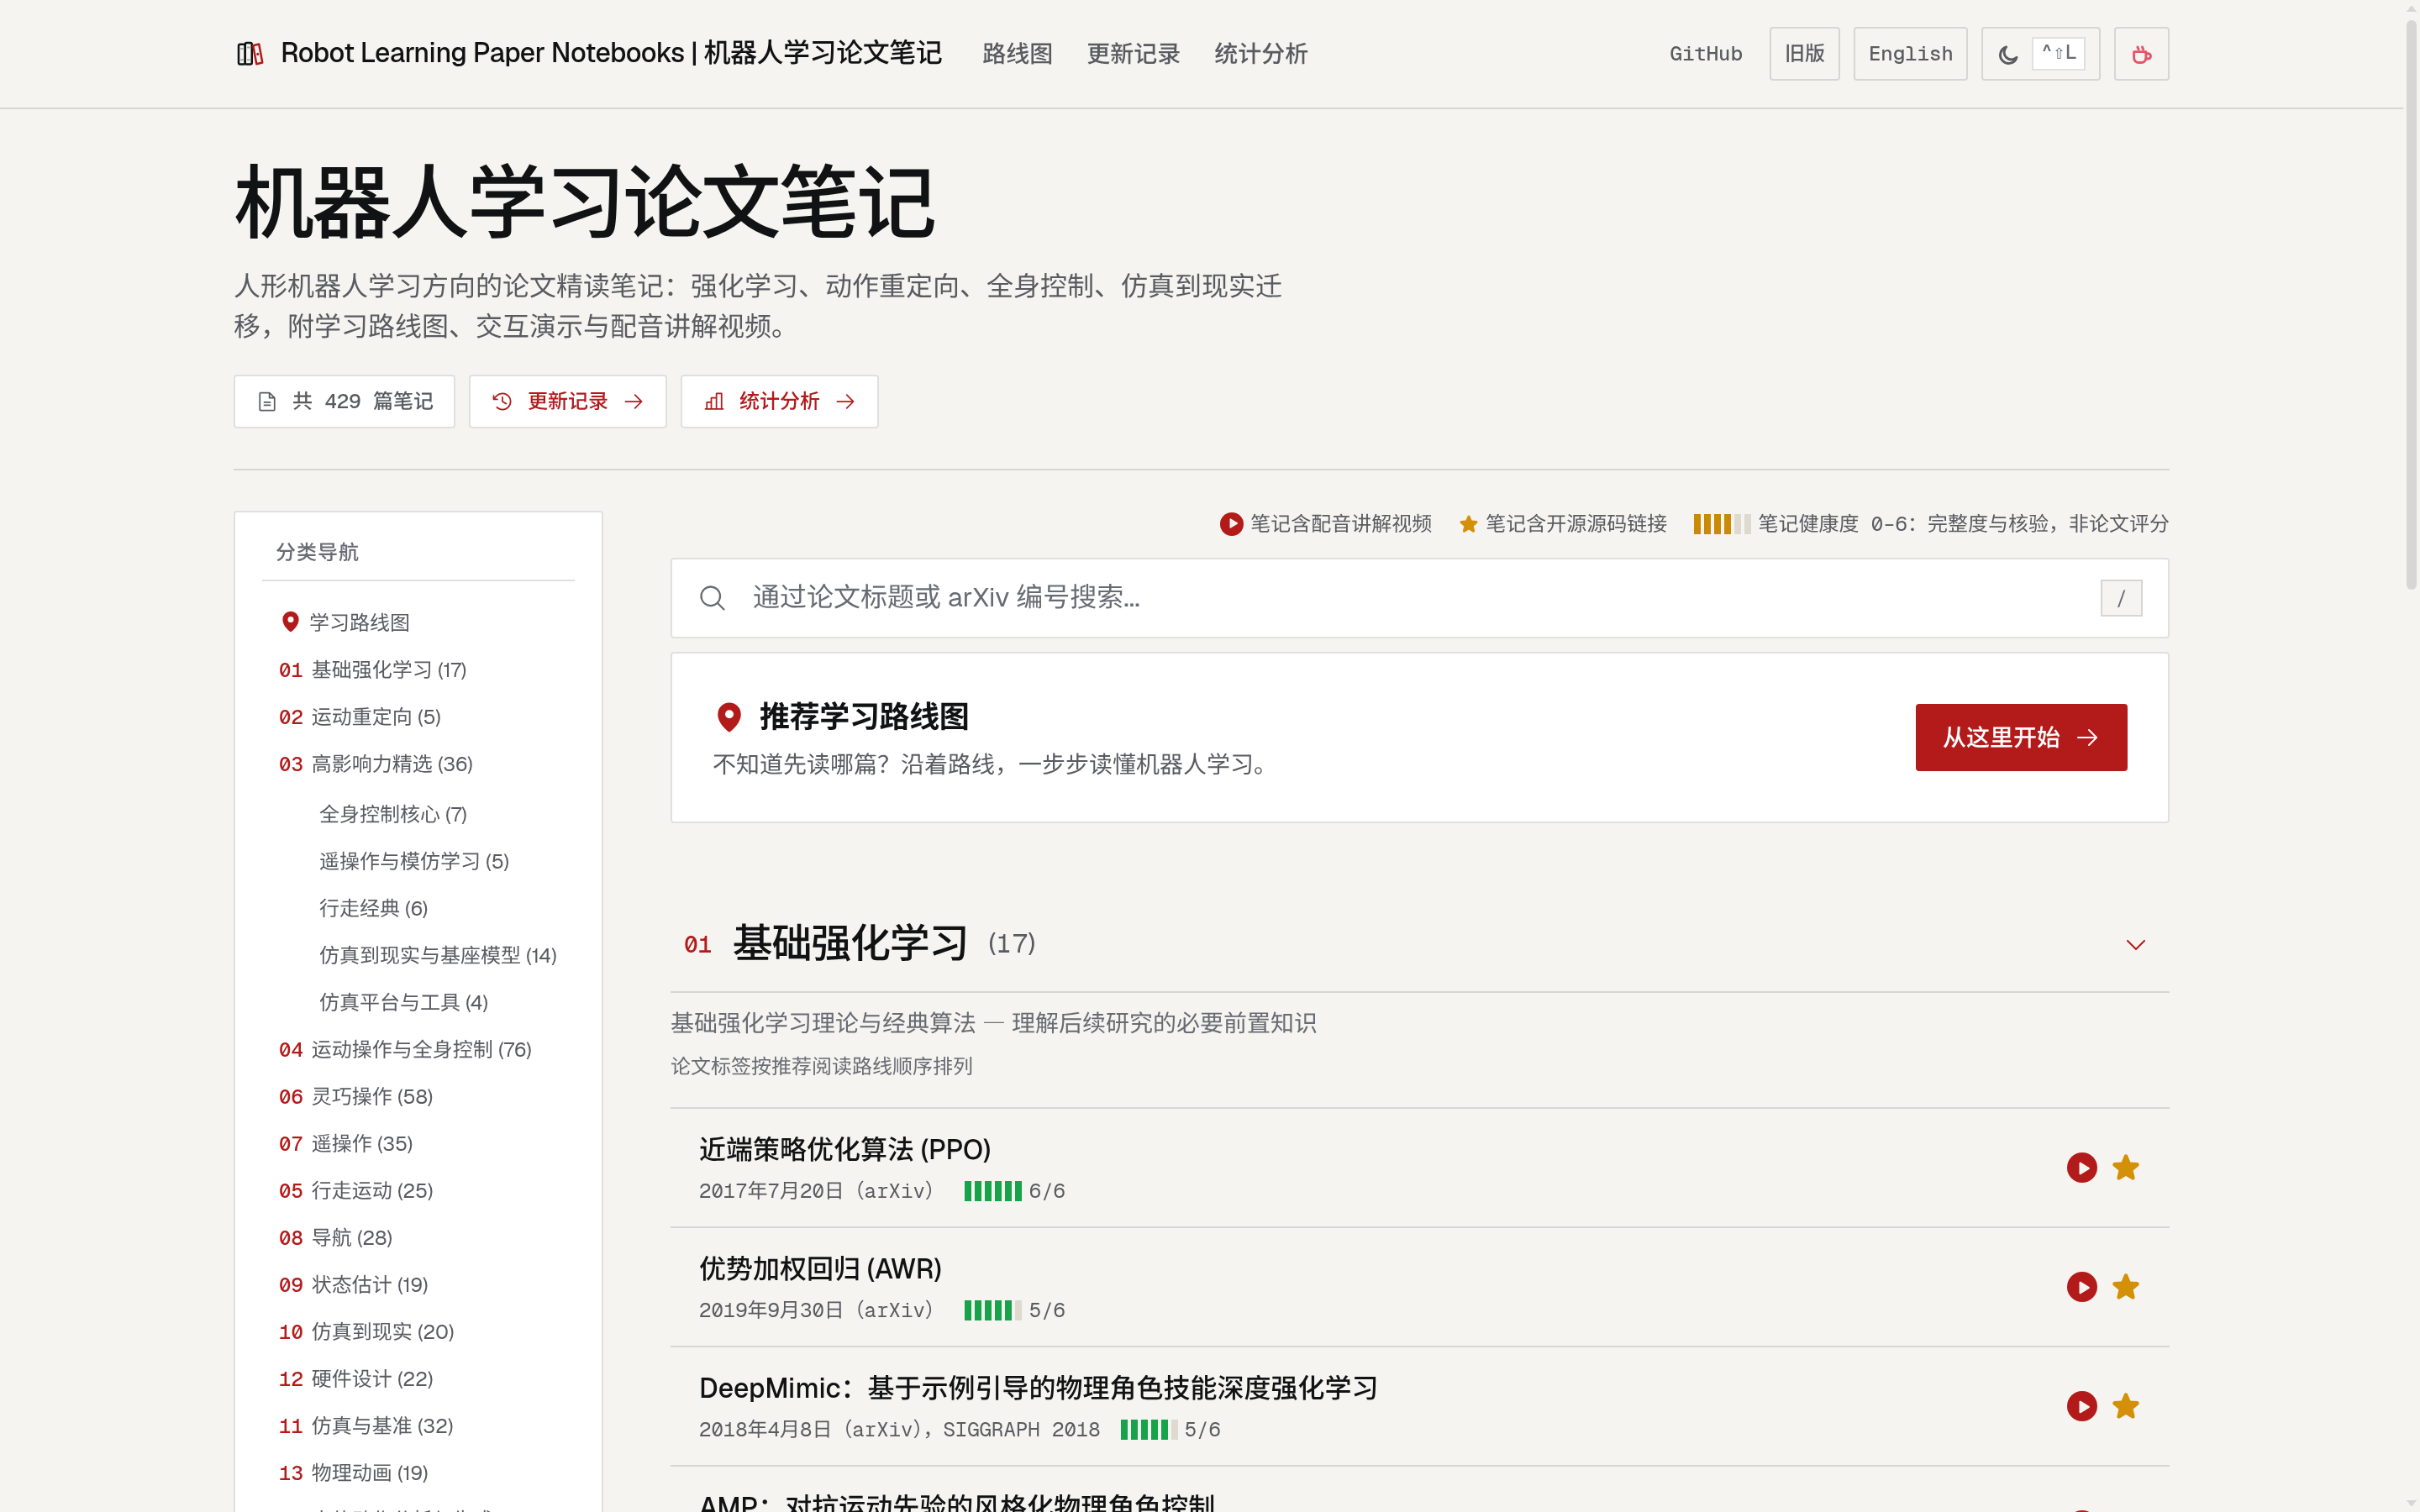 Robot Learning Paper Notebooks | 机器人学习论文笔记
路线图
更新记录
统计分析
GitHub
旧版
English
^⇧L
机器人学习论文笔记
人形机器人学习方向的论文精读笔记：强化学习、动作重定向、全身控制、仿真到现实迁
移，附学习路线图、交互演示与配音讲解视频。
共 429 篇笔记
更新记录 →
统计分析 →
分类导航
学习路线图
01 基础强化学习 (17)
02 运动重定向 (5)
03 高影响力精选 (36)
全身控制核心 (7)
遥操作与模仿学习 (5)
行走经典 (6)
仿真到现实与基座模型 (14)
仿真平台与工具 (4)
04 运动操作与全身控制 (76)
06 灵巧操作 (58)
07 遥操作 (35)
05 行走运动 (25)
08 导航 (28)
09 状态估计 (19)
10 仿真到现实 (20)
12 硬件设计 (22)
11 仿真与基准 (32)
13 物理动画 (19)
笔记含配音讲解视频
笔记含开源源码链接
笔记健康度 0-6：完整度与核验，非论文评分
通过论文标题或 arXiv 编号搜索...
/
推荐学习路线图
不知道先读哪篇？沿着路线，一步步读懂机器人学习。
从这里开始 →
01 基础强化学习 (17)
基础强化学习理论与经典算法 — 理解后续研究的必要前置知识
论文标签按推荐阅读路线顺序排列
近端策略优化算法 (PPO)
2017年7月20日（arXiv） 6/6
优势加权回归 (AWR)
2019年9月30日（arXiv） 5/6
DeepMimic：基于示例引导的物理角色技能深度强化学习
2018年4月8日（arXiv），SIGGRAPH 2018 5/6
AMP：对抗运动先验的风格化物理角色控制